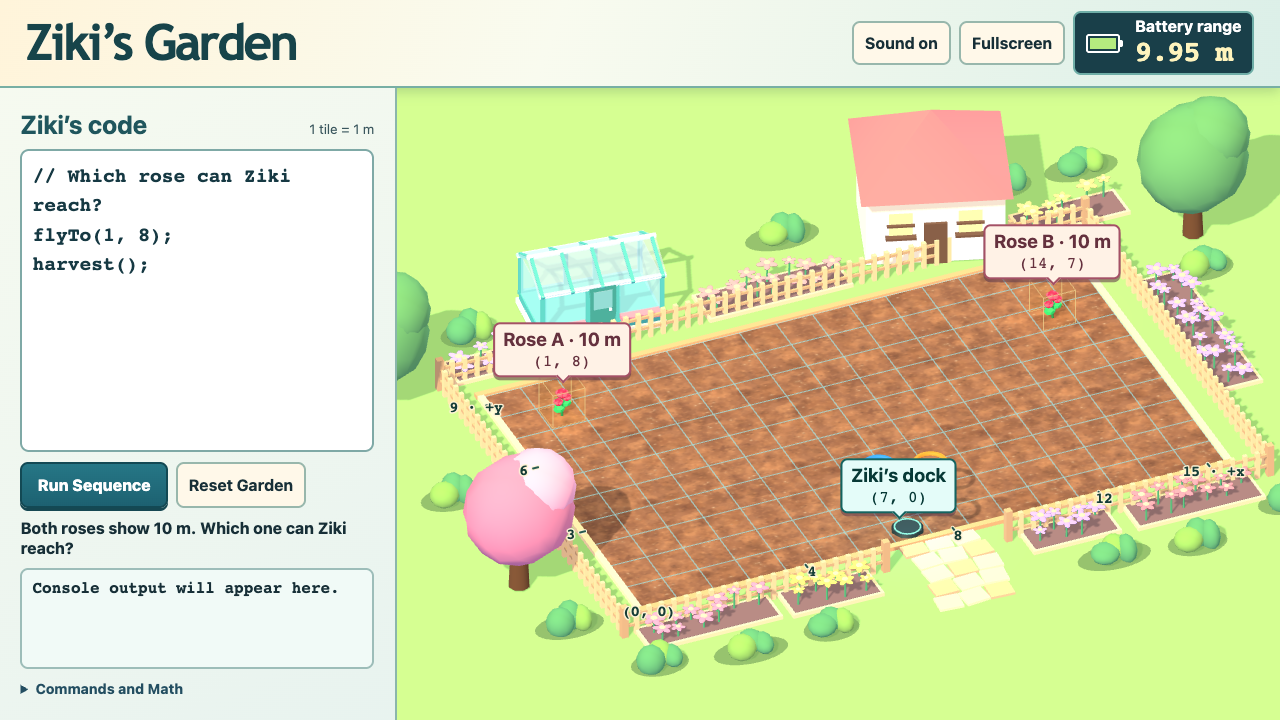 Ziki's Garden
Sound on
Fullscreen
Battery range
9.95 m
Ziki's code
1 tile = 1 m
// Which rose can Ziki
reach?
flyTo(1, 8);
harvest();
Run Sequence
Reset Garden
Both roses show 10 m. Which one can Ziki
reach?
Console output will appear here.
▶ Commands and Math
Rose B · 10 m
(14, 7)
Rose A · 10 m
(1, 8)
9 · +y
6
3
(0, 0)
Ziki's dock
(7, 0)
4
8
12
15 · +x